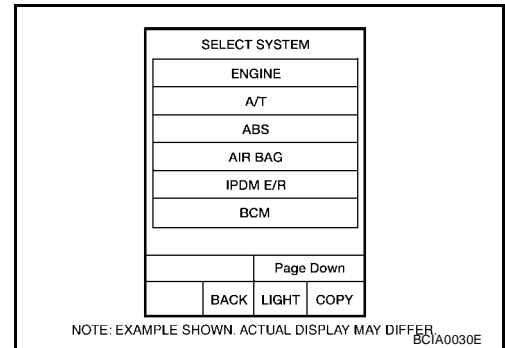 SELECT SYSTEM
ENGINE
A/T
ABS
AIR BAG
IPDM E/R
BCM
Page Down
BACK LIGHT COPY
NOTE: EXAMPLE SHOWN. ACTUAL DISPLAY MAY DIFFER.
BCIA0030E